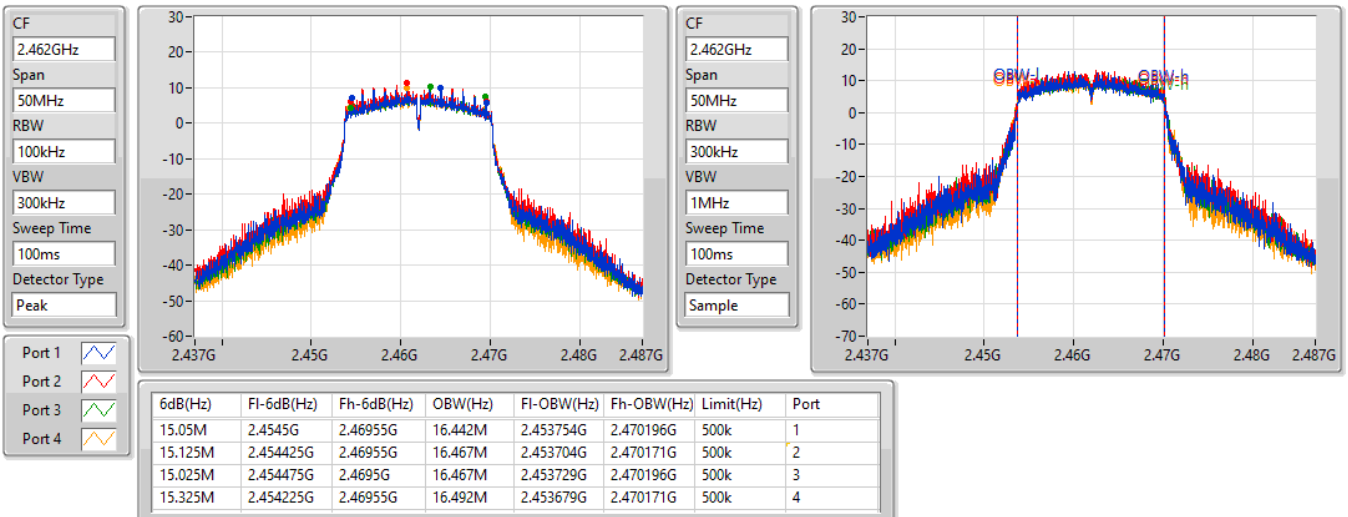 CF
2.462GHz
Span
50MHz
RBW
100kHz
VBW
300kHz
Sweep Time
100ms
Detector Type
Peak
30
20
10
0
-10
-20
-30
-40
-50
-60
2.437G 2.45G 2.46G 2.47G 2.48G 2.487G
CF
2.462GHz
Span
50MHz
RBW
300kHz
VBW
1MHz
Sweep Time
100ms
Detector Type
Sample
30
20
10
0
-10
-20
-30
-40
-50
-60
-70
OBW-l OBW-h
2.437G 2.45G 2.46G 2.47G 2.48G 2.487G
Port 1
Port 2
Port 3
Port 4
6dB(Hz) Fl-6dB(Hz) Fh-6dB(Hz) OBW(Hz) Fl-OBW(Hz) Fh-OBW(Hz) Limit(Hz) Port
15.05M 2.4545G 2.46955G 16.442M 2.453754G 2.470196G 500k 1
15.125M 2.454425G 2.46955G 16.467M 2.453704G 2.470171G 500k 2
15.025M 2.454475G 2.4695G 16.467M 2.453729G 2.470196G 500k 3
15.325M 2.454225G 2.46955G 16.492M 2.453679G 2.470171G 500k 4